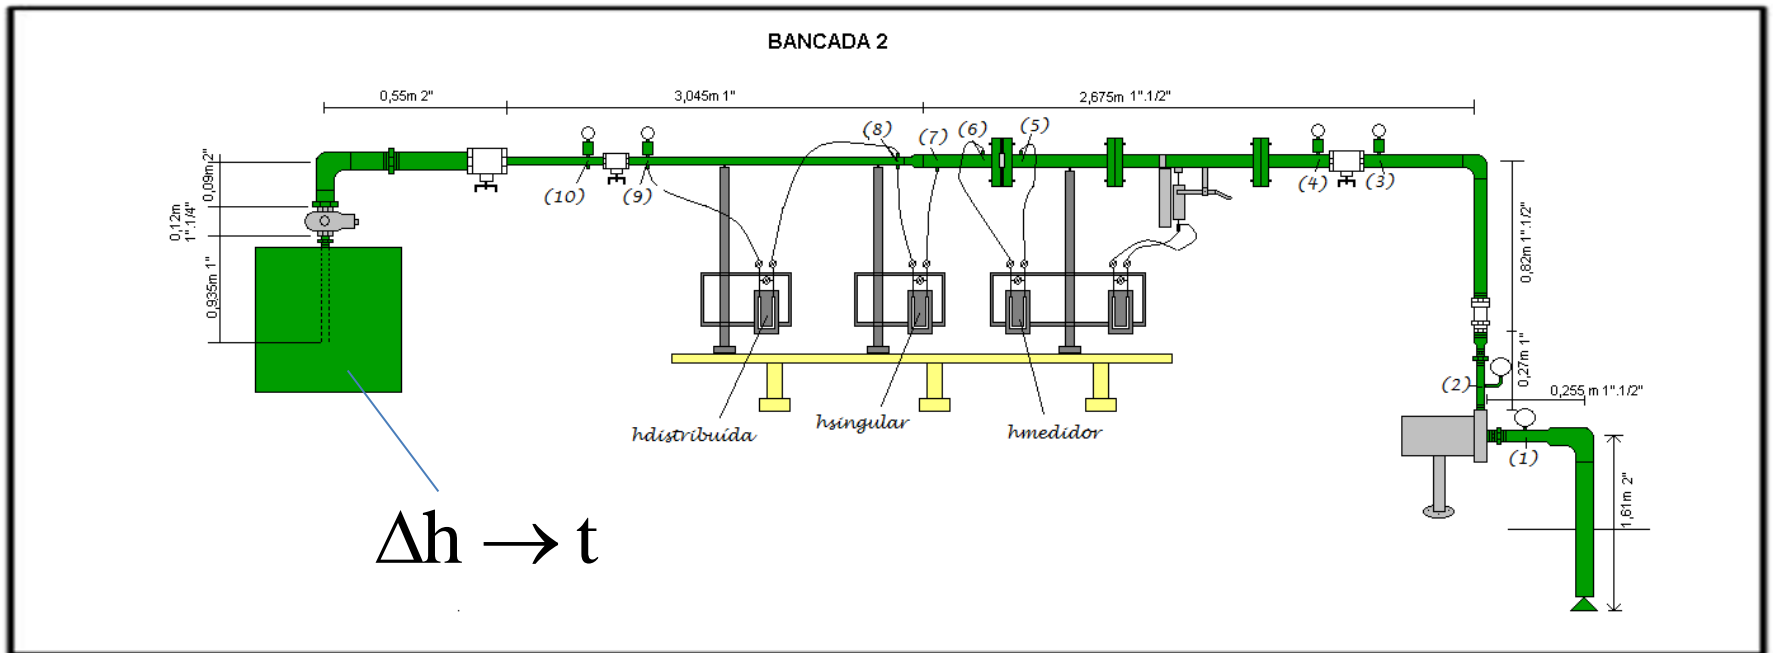 BANCADA 2
0,55m 2"
3,045m 1"
2,675m 1".1/2"
(8)
(7)
(6)
(5)
(10)
(9)
(4)
(3)
0,09m 2"
0,12m
1".1/4"
0,935m 1"
0,82m 1".1/2"
0,27m 1"
(2)
0,255 m 1".1/2"
hdistribuída
hsingular
hmedidor
(1)
1,61m 2"
Δh → t